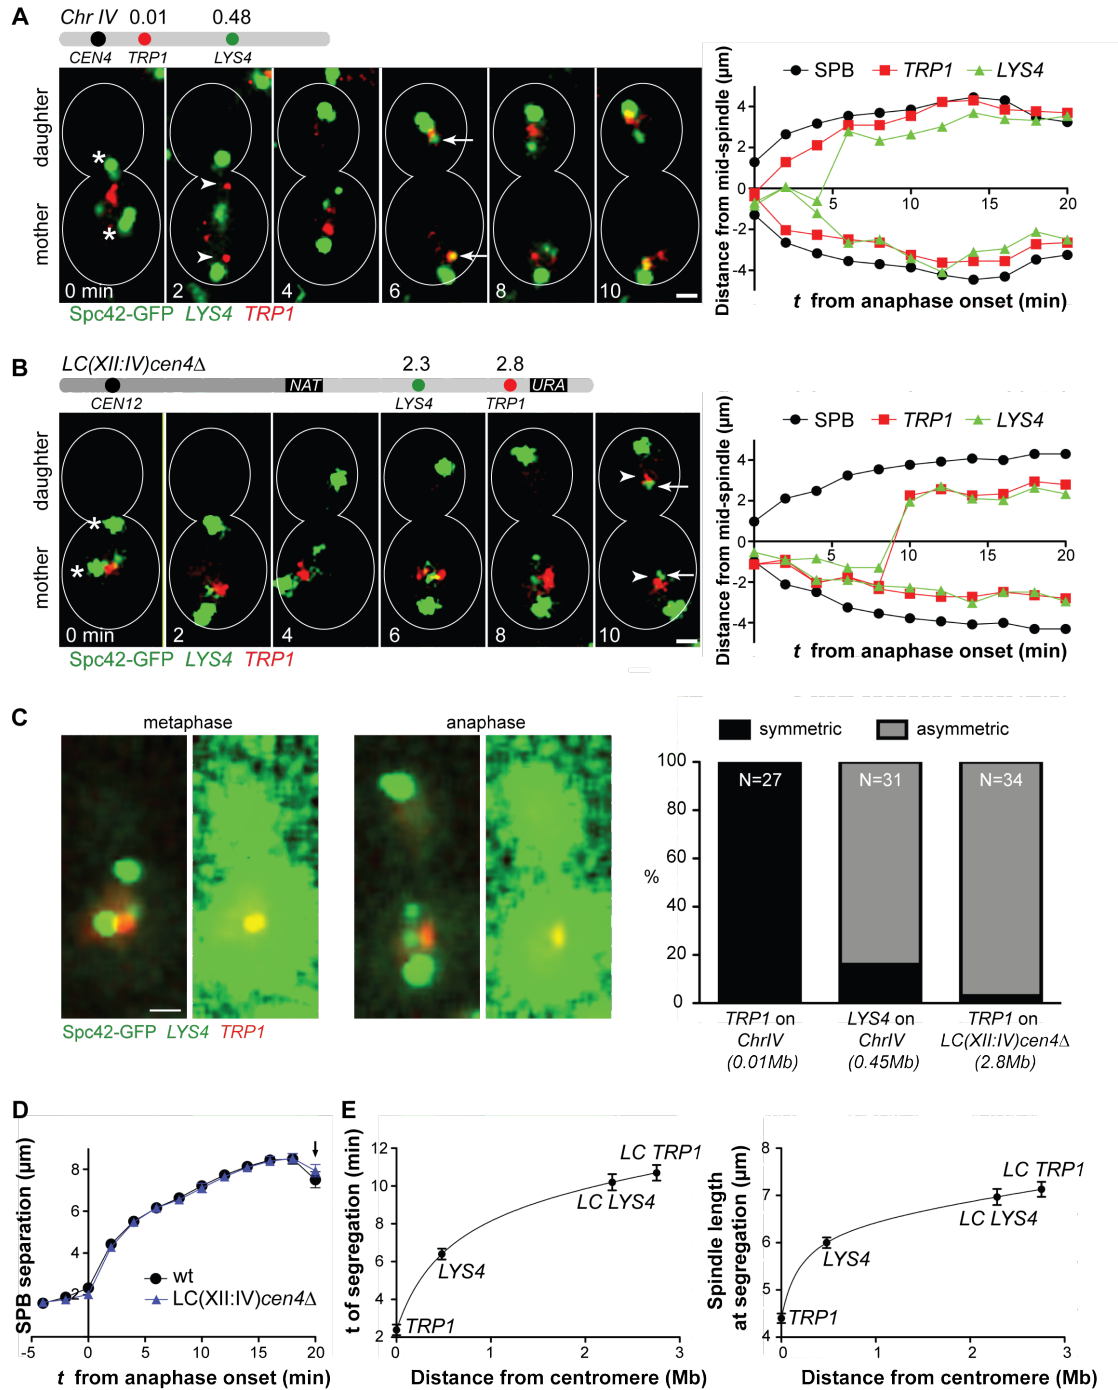 A
Chr IV 0.01 0.48
CEN4 TRP1 LYS4
daughter
mother
0 min 2 4 6 8 10
Spc42-GFP LYS4 TRP1
SPB TRP1 LYS4
Distance from mid-spindle (µm)
4
2
0
-2
-4
5 10 15 20
t from anaphase onset (min)
B
LC(XII:IV)cen4Δ 2.3 2.8
NAT URA
CEN12 LYS4 TRP1
daughter
mother
0 min 2 4 6 8 10
Spc42-GFP LYS4 TRP1
SPB TRP1 LYS4
Distance from mid-spindle (µm)
4
2
0
-2
-4
5 10 15 20
t from anaphase onset (min)
C
metaphase anaphase
Spc42-GFP LYS4 TRP1
symmetric asymmetric
100
80
60
40
20
0
%
N=27 N=31 N=34
TRP1 on LYS4 on TRP1 on
ChrIV ChrIV LC(XII:IV)cen4Δ
(0.01Mb) (0.45Mb) (2.8Mb)
D
SPB separation (µm)
8
6
4
2
wt
LC(XII:IV)cen4Δ
-5 0 5 10 15 20
t from anaphase onset (min)
E
t of segregation (min)
12
10
8
6
4
2
LC TRP1
LC LYS4
LYS4
TRP1
0 1 2 3
Distance from centromere (Mb)
Spindle length
at segregation (µm)
8
7
6
5
4
LC TRP1
LC LYS4
LYS4
TRP1
0 1 2 3
Distance from centromere (Mb)